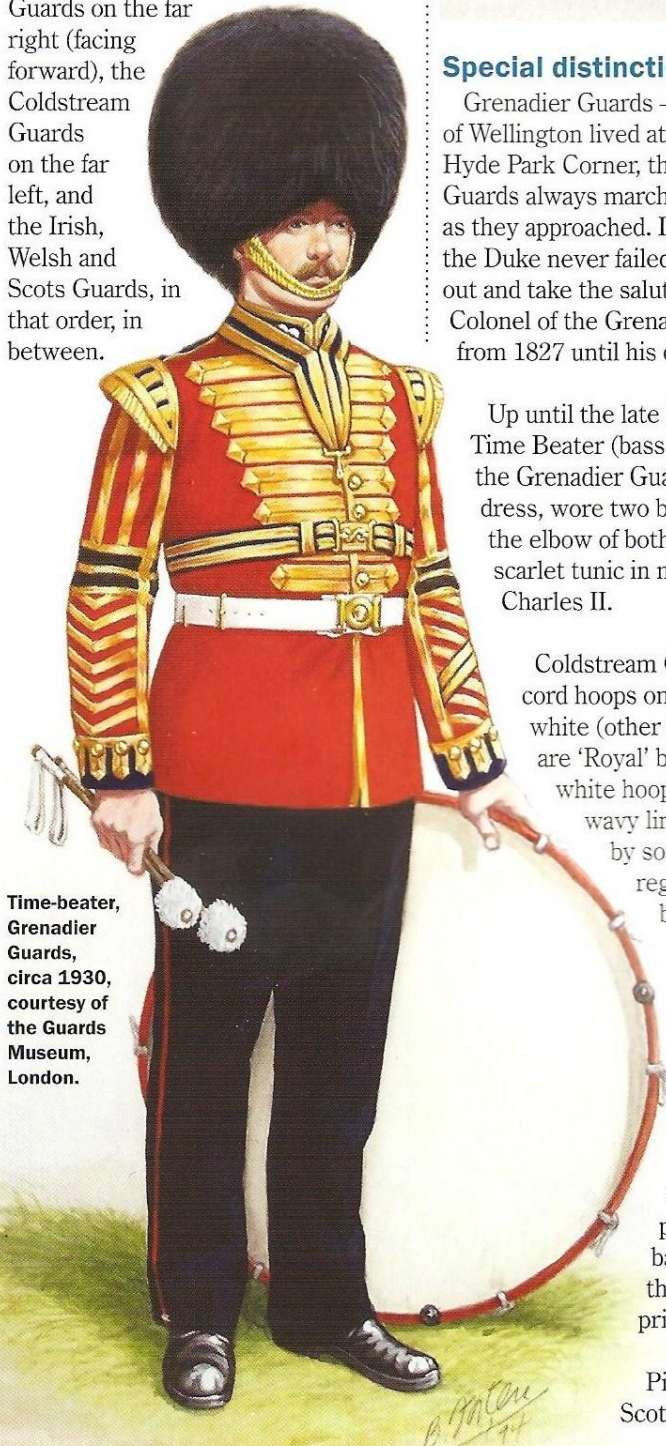 Guards on the far
right (facing
forward), the
Coldstream
Guards
on the far
left, and
the Irish,
Welsh and
Scots Guards, in
that order, in
between.
Time-beater,
Grenadier
Guards,
circa 1930,
courtesy of
the Guards
Museum,
London.
Special distinctio
Grenadier Guards –
of Wellington lived at
Hyde Park Corner, th
Guards always march
as they approached. I
the Duke never failed
out and take the salut
Colonel of the Grena
from 1827 until his
Up until the late
Time Beater (bass
the Grenadier Gua
dress, wore two b
the elbow of both
scarlet tunic in m
Charles II.
Coldstream
cord hoops on
white (other
are ‘Royal’ b
white hoop
wavy lin
by so
reg
b
p
ba
th
pri
Pi
Scot
B.
94